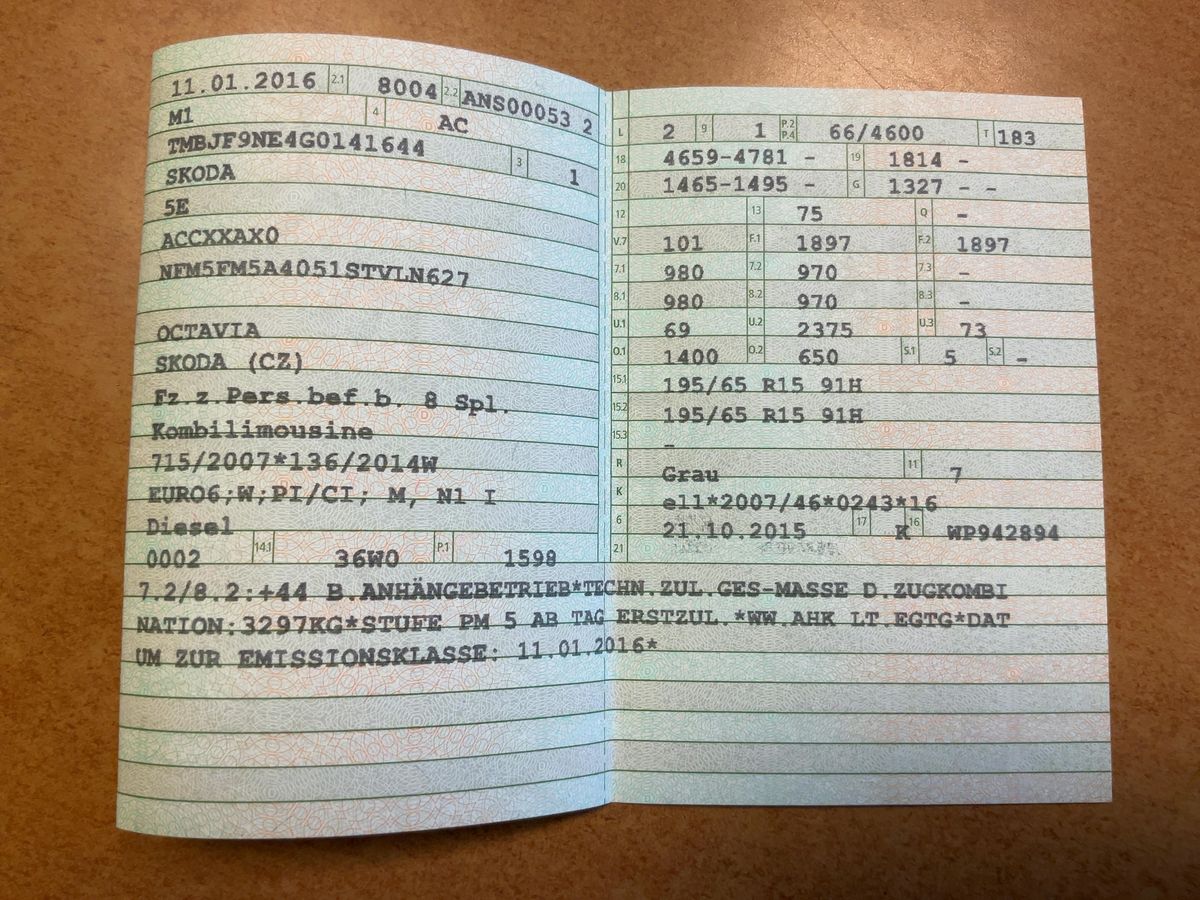 11.01.2016 2.1 8004 2.2 ANS00053 2
M1 4 AC
TMBJF9NE4G0141644 3 1
SKODA
5E
ACCXXAX0
NFM5FM5A4051STVLN627
OCTAVIA
SKODA (CZ)
Fz.z.Pers.bef.b. 8 Spl.
Kombilimousine
715/2007*136/2014W
EURO6;W;PI/CI; M, N1 I
Diesel
0002 14.1 36W0 P.1 1598
L 2 9 1 P.2 P.4 66/4600 T 183
18 4659-4781 - 19 1814 -
20 1465-1495 - G 1327 - -
12 13 75 Q -
V.7 101 F.1 1897 F.2 1897
7.1 980 7.2 970 7.3 -
8.1 980 8.2 970 8.3 -
U.1 69 U.2 2375 U.3 73
O.1 1400 O.2 650 S.1 5 S.2 -
15.1 195/65 R15 91H
15.2 195/65 R15 91H
15.3 -
R Grau 11 7
K e11*2007/46*0243*16
6 21.10.2015 17 K 16 WP942894
21
7.2/8.2:+44 B.ANHÄNGEBETRIEB*TECHN.ZUL.GES-MASSE D.ZUGKOMBI
NATION:3297KG*STUFE PM 5 AB TAG ERSTZUL.*WW.AHK LT.EGTG*DAT
UM ZUR EMISSIONSKLASSE: 11.01.2016*